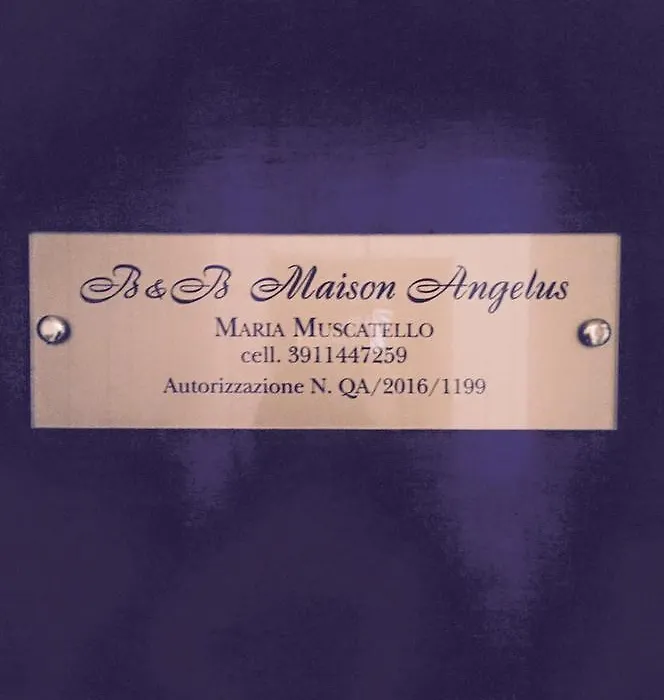 B&B Maison Angelus
MARIA MUSCATELLO
cell. 3911447259
Autorizzazione N. QA/2016/1199